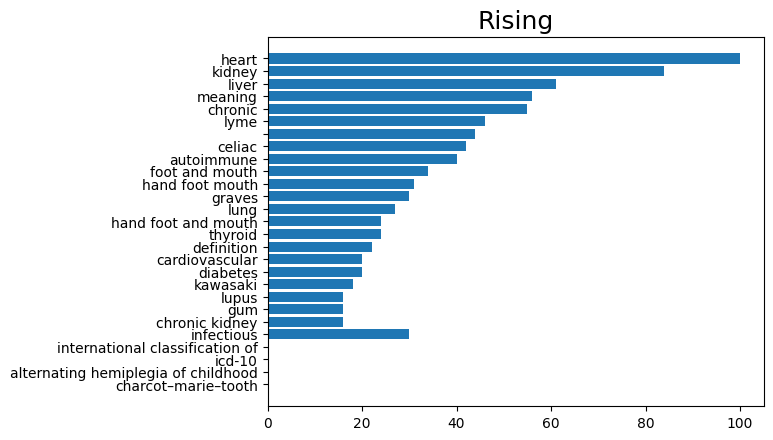 Rising
heart
kidney
liver
meaning
chronic
lyme
celiac
autoimmune
foot and mouth
hand foot mouth
graves
lung
hand foot and mouth
thyroid
definition
cardiovascular
diabetes
kawasaki
lupus
gum
chronic kidney
infectious
international classification of
icd-10
alternating hemiplegia of childhood
charcot–marie–tooth
0 20 40 60 80 100